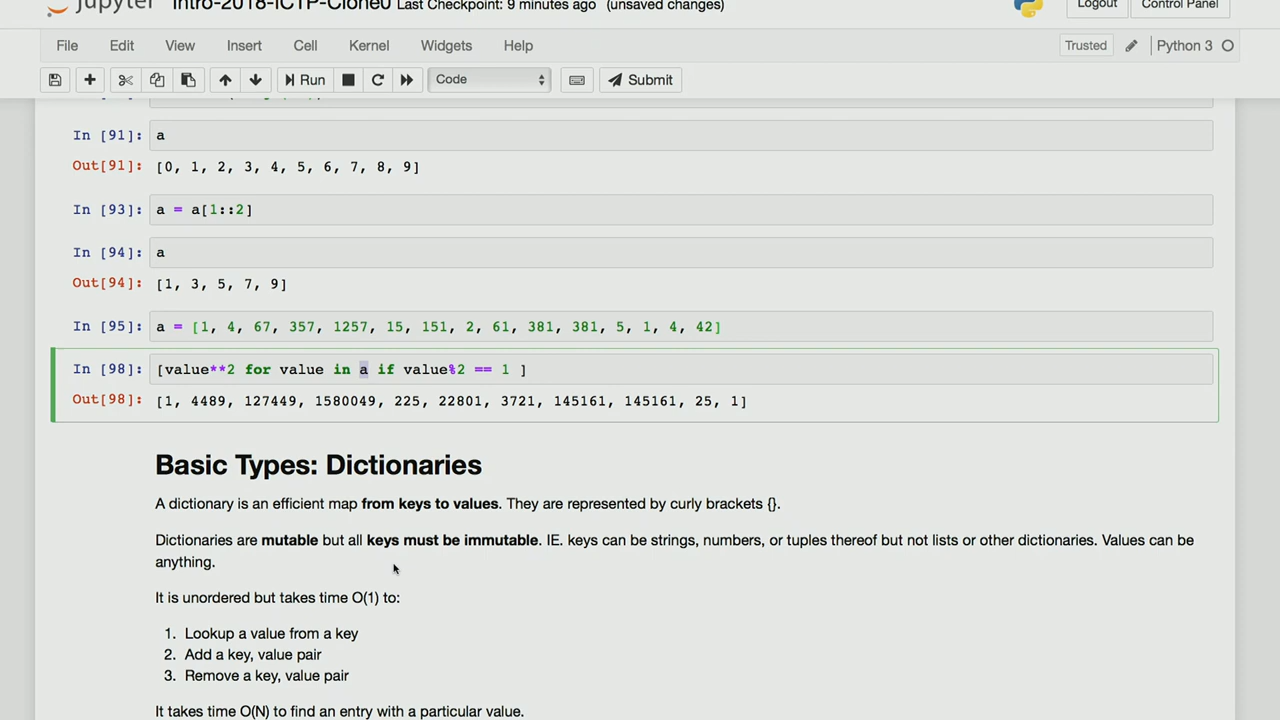 jupyter Intro-2018-ICTP-Clone0 Last Checkpoint: 9 minutes ago (unsaved changes) Logout Control Panel
File Edit View Insert Cell Kernel Widgets Help Trusted Python 3
Run Code Submit
In [91]: a
Out[91]: [0, 1, 2, 3, 4, 5, 6, 7, 8, 9]
In [93]: a = a[1::2]
In [94]: a
Out[94]: [1, 3, 5, 7, 9]
In [95]: a = [1, 4, 67, 357, 1257, 15, 151, 2, 61, 381, 381, 5, 1, 4, 42]
In [98]: [value**2 for value in a if value%2 == 1 ]
Out[98]: [1, 4489, 127449, 1580049, 225, 22801, 3721, 145161, 145161, 25, 1]
Basic Types: Dictionaries
A dictionary is an efficient map from keys to values. They are represented by curly brackets {}.
Dictionaries are mutable but all keys must be immutable. IE. keys can be strings, numbers, or tuples thereof but not lists or other dictionaries. Values can be
anything.
It is unordered but takes time O(1) to:
1. Lookup a value from a key
2. Add a key, value pair
3. Remove a key, value pair
It takes time O(N) to find an entry with a particular value.